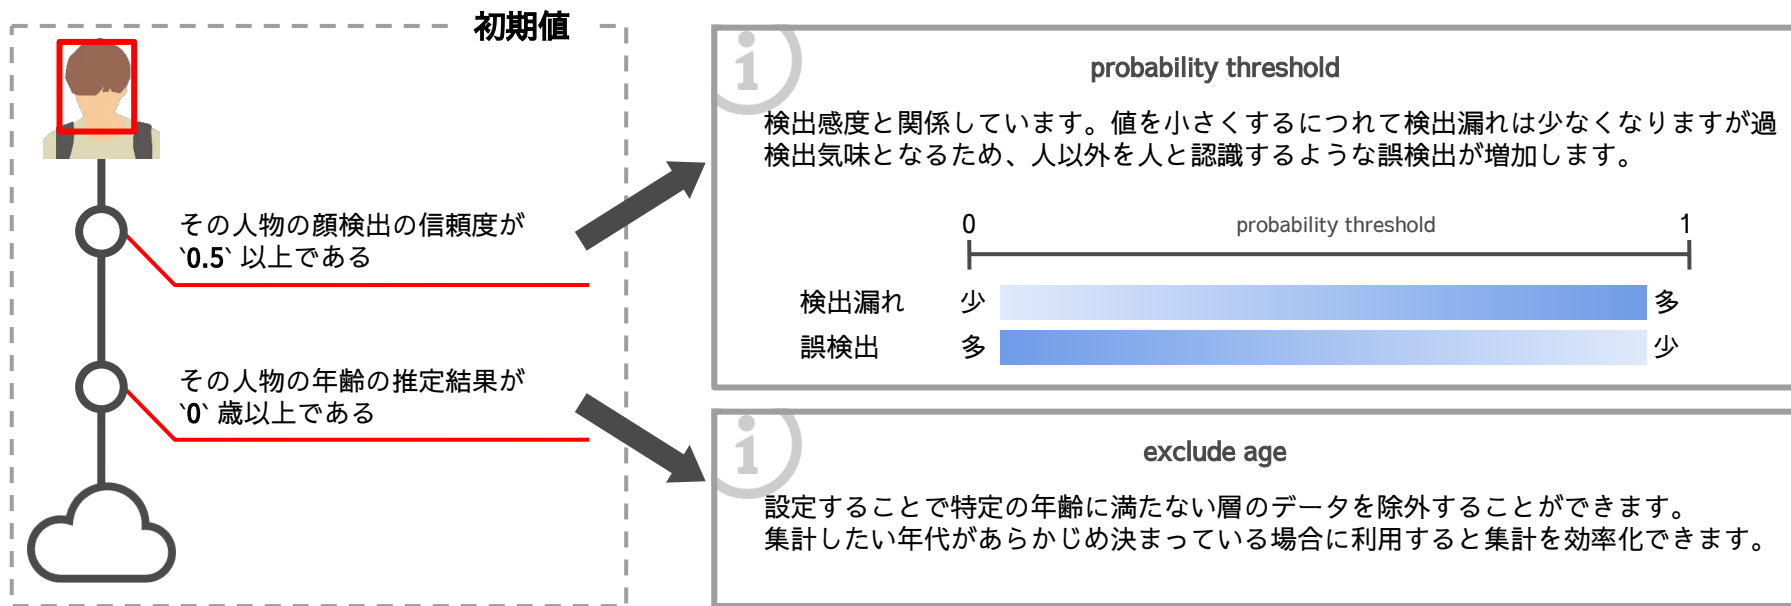 初期値
その人物の顔検出の信頼度が
`0.5` 以上である
その人物の年齢の推定結果が
`0` 歳以上である
i
probability threshold
検出感度と関係しています。値を小さくするにつれて検出漏れは少なくなりますが過
検出気味となるため、人以外を人と認識するような誤検出が増加します。
0 probability threshold 1
検出漏れ 少 多
誤検出 多 少
i
exclude age
設定することで特定の年齢に満たない層のデータを除外することができます。
集計したい年代があらかじめ決まっている場合に利用すると集計を効率化できます。